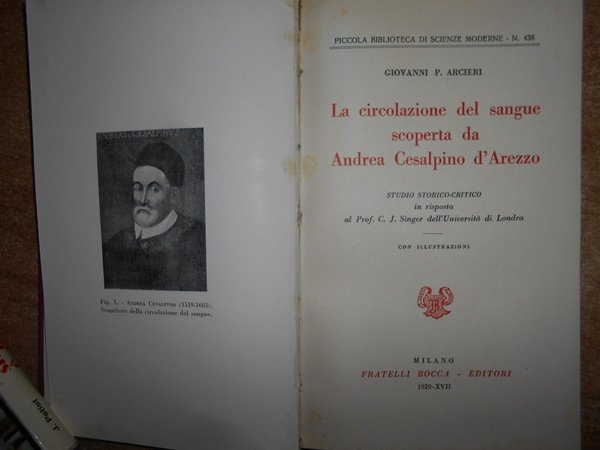 Fig. 1. - ANDREA CESALPINO (1519-1603).
Scopritore della circolazione del sangue.
PICCOLA BIBLIOTECA DI SCIENZE MODERNE - N. 438
GIOVANNI P. ARCIERI
La circolazione del sangue
scoperta da
Andrea Cesalpino d'Arezzo
STUDIO STORICO-CRITICO
in risposta
al Prof. C. J. Singer dell'Università di Londra
CON ILLUSTRAZIONI
MILANO
FRATELLI BOCCA - EDITORI
1939-XVII
J. Potiot